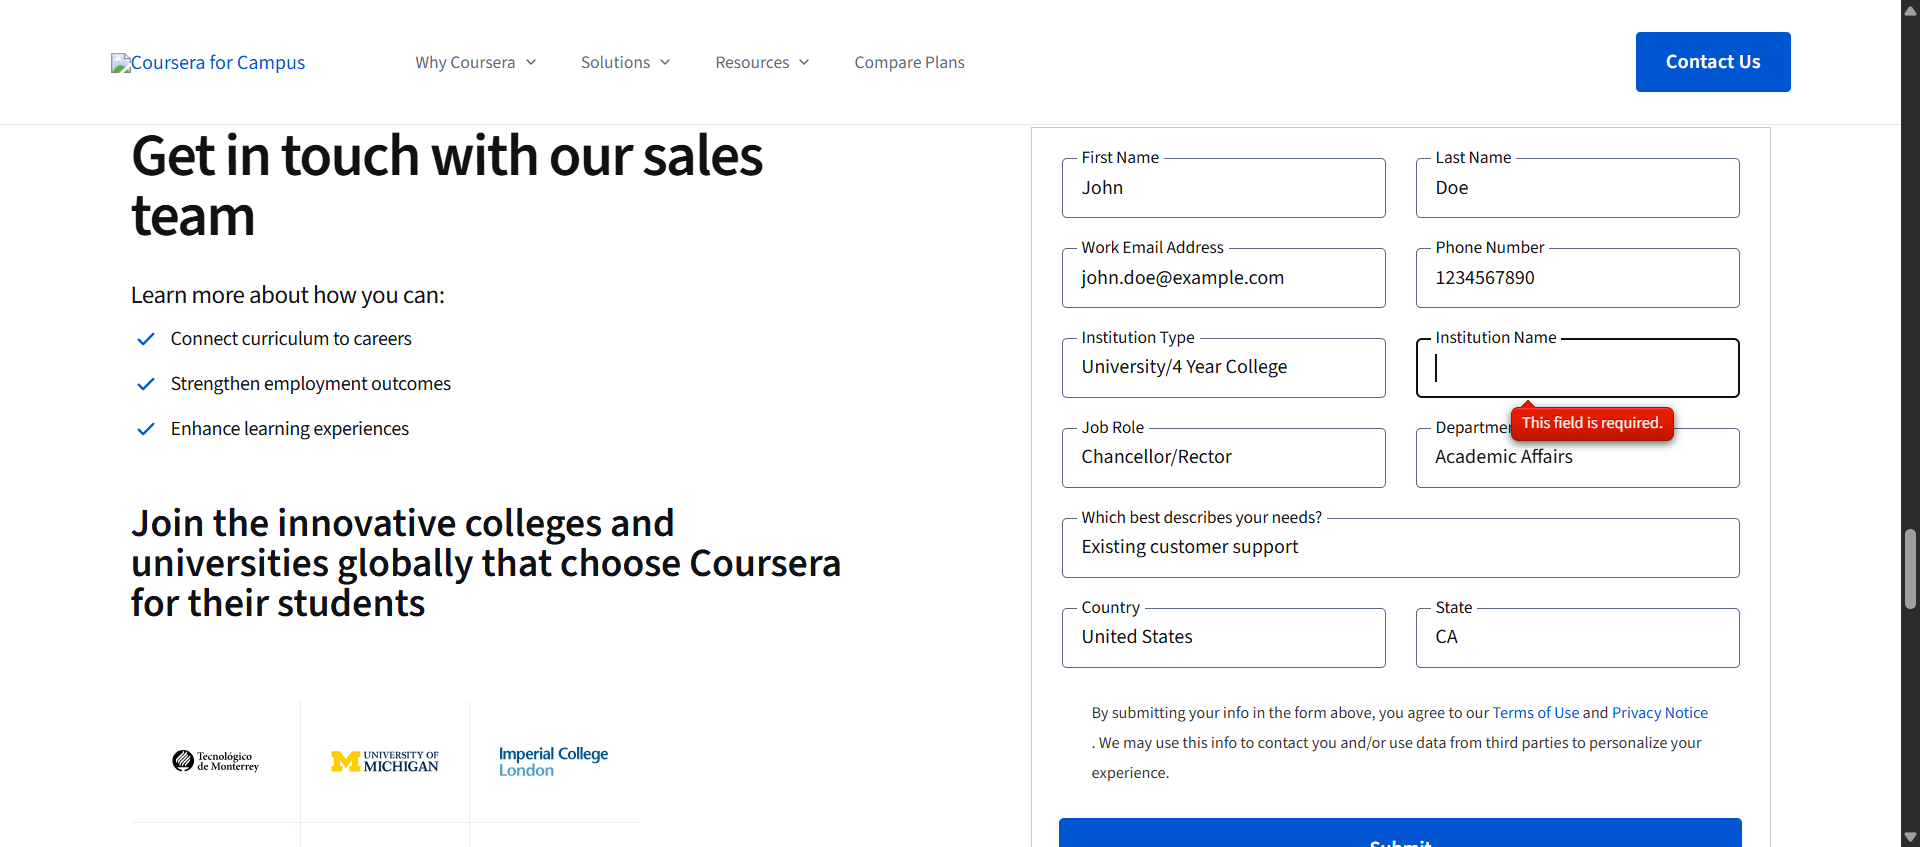 Coursera for Campus
Why Coursera
Solutions
Resources
Compare Plans
Contact Us
Get in touch with our sales
team
Learn more about how you can:
Connect curriculum to careers
Strengthen employment outcomes
Enhance learning experiences
Join the innovative colleges and
universities globally that choose Coursera
for their students
Tecnológico
de Monterrey
UNIVERSITY OF
MICHIGAN
Imperial College
London
First Name
John
Last Name
Doe
Work Email Address
john.doe@example.com
Phone Number
1234567890
Institution Type
University/4 Year College
Institution Name
This field is required.
Job Role
Chancellor/Rector
Departmen
Academic Affairs
Which best describes your needs?
Existing customer support
Country
United States
State
CA
By submitting your info in the form above, you agree to our Terms of Use and Privacy Notice
. We may use this info to contact you and/or use data from third parties to personalize your
experience.
Submit